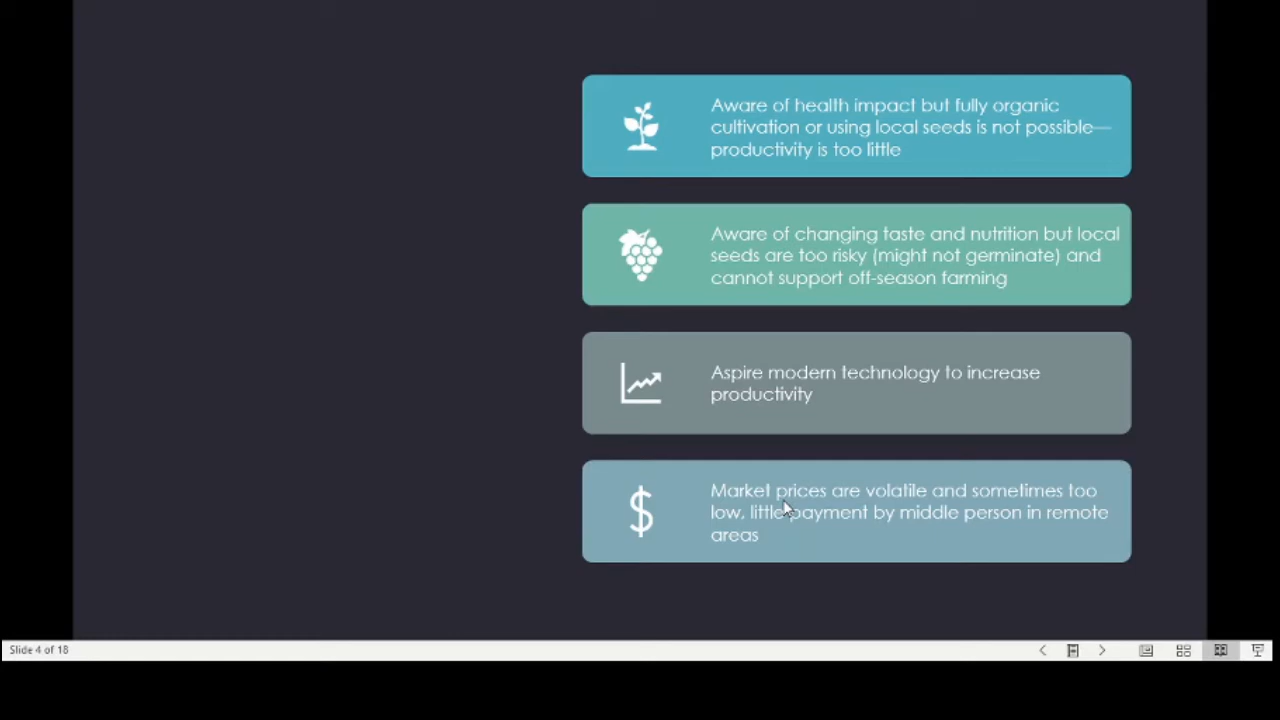 Aware of health impact but fully organic
cultivation or using local seeds is not possible—
productivity is too little
Aware of changing taste and nutrition but local
seeds are too risky (might not germinate) and
cannot support off-season farming
Aspire modern technology to increase
productivity
Market prices are volatile and sometimes too
low, little payment by middle person in remote
areas
Slide 4 of 18